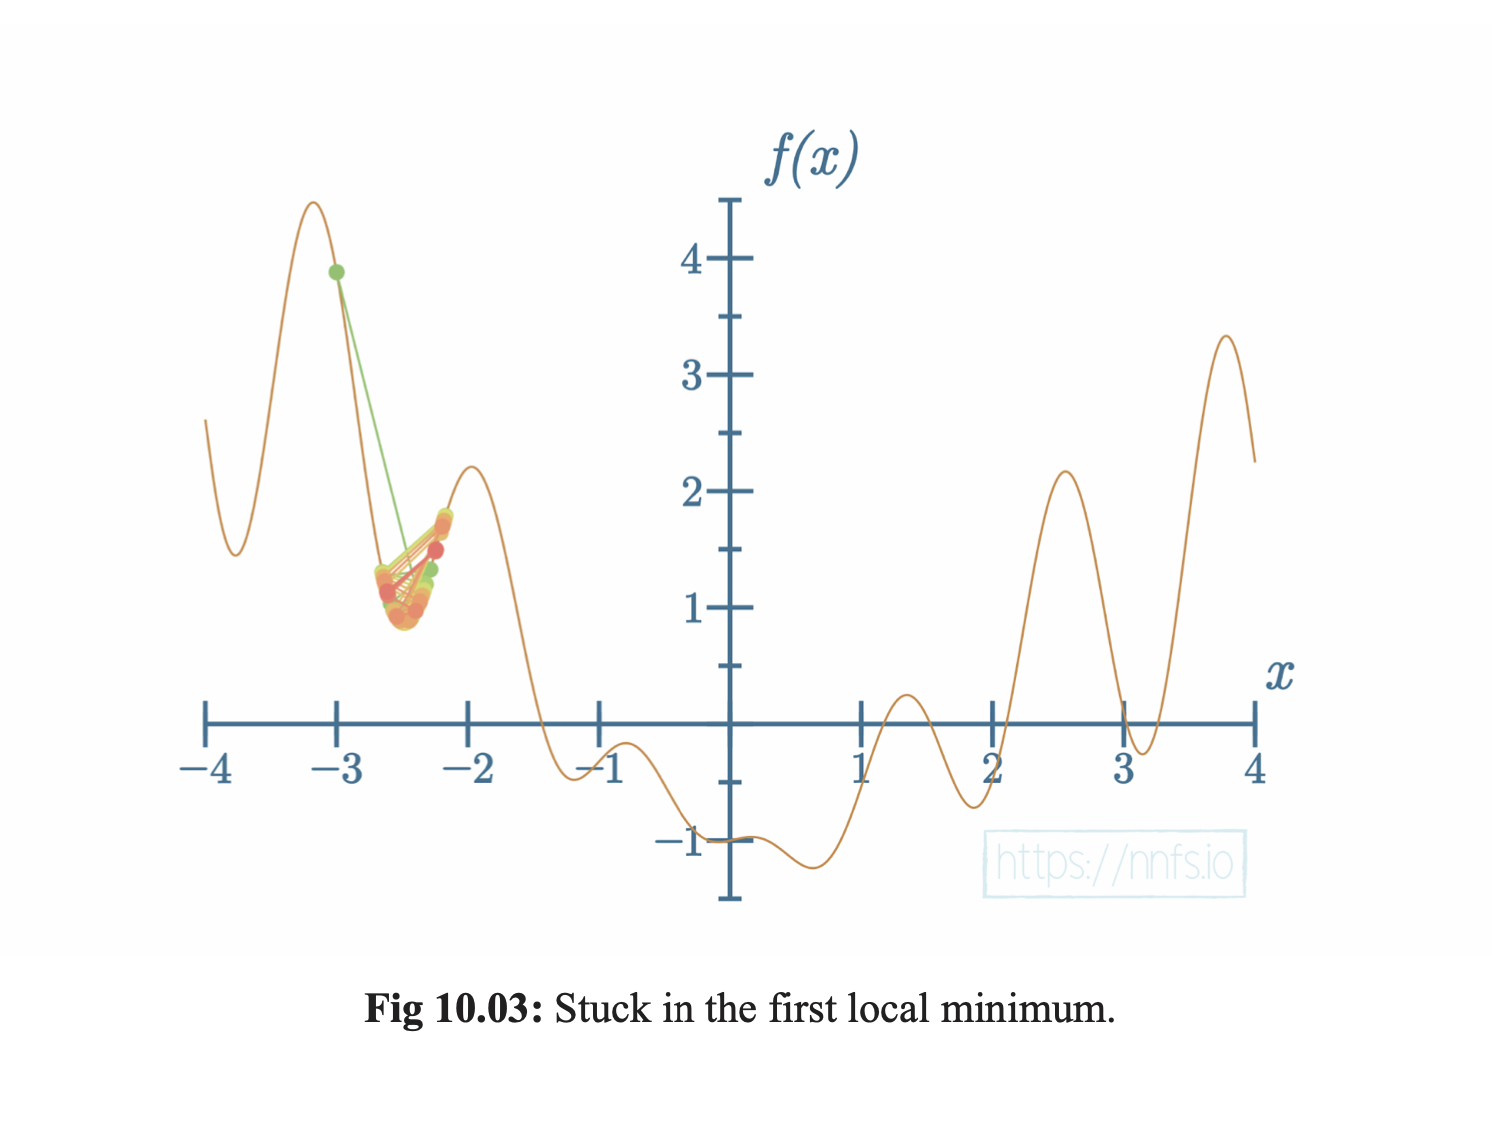 f(x)
4
3
2
1
x
−4 −3 −2 −1 1 2 3 4
−1
https://nnfs.io
Fig 10.03: Stuck in the first local minimum.